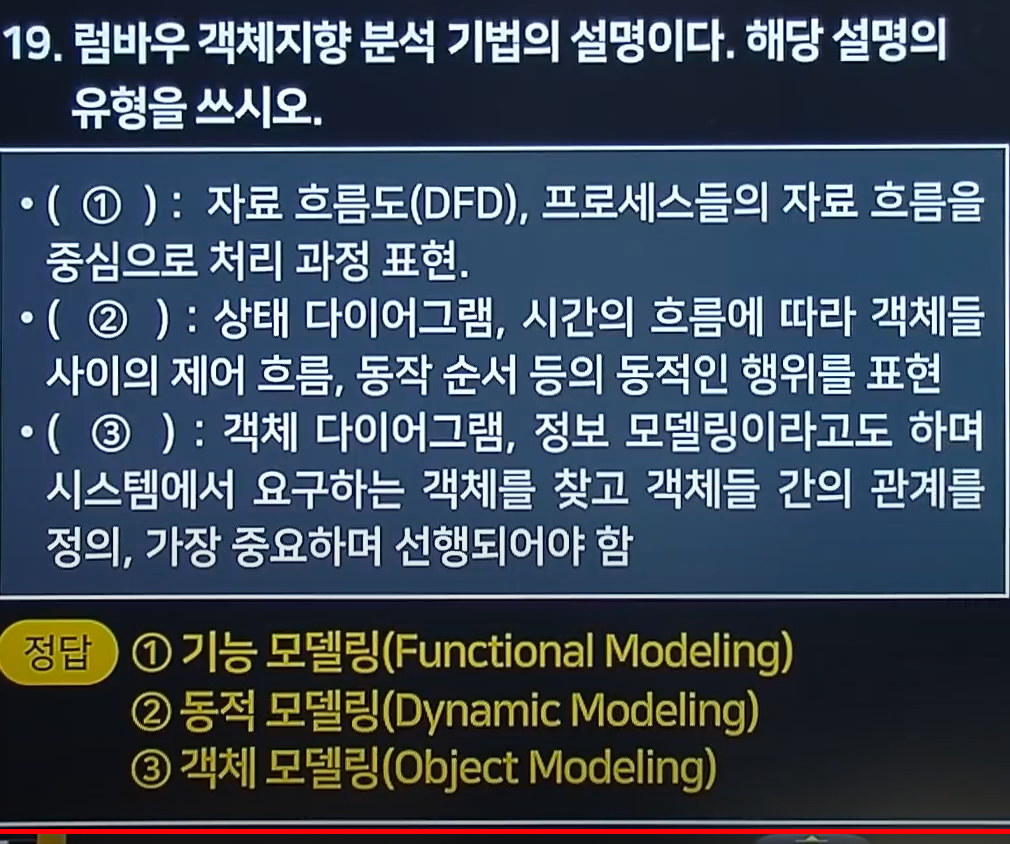 19. 럼바우 객체지향 분석 기법의 설명이다. 해당 설명의
유형을 쓰시오.
• ( ① ) : 자료 흐름도(DFD), 프로세스들의 자료 흐름을
중심으로 처리 과정 표현.
• ( ② ) : 상태 다이어그램, 시간의 흐름에 따라 객체들
사이의 제어 흐름, 동작 순서 등의 동적인 행위를 표현
• ( ③ ) : 객체 다이어그램, 정보 모델링이라고도 하며
시스템에서 요구하는 객체를 찾고 객체들 간의 관계를
정의, 가장 중요하며 선행되어야 함
정답 ① 기능 모델링(Functional Modeling)
② 동적 모델링(Dynamic Modeling)
③ 객체 모델링(Object Modeling)